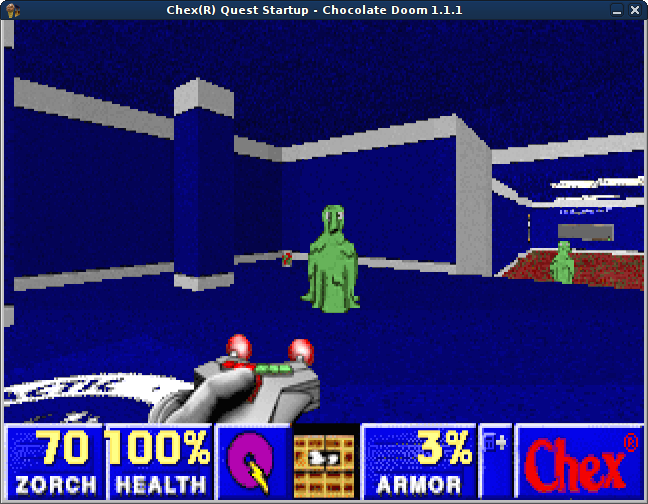 Chex(R) Quest Startup - Chocolate Doom 1.1.1
70 100% 3% Chex®
ZORCH HEALTH ARMOR